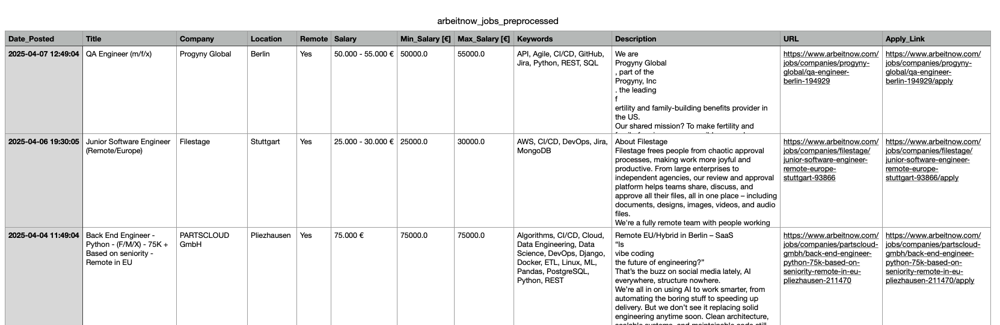 arbeitnow_jobs_preprocessed
Date_Posted Title Company Location Remote Salary Min_Salary [€] Max_Salary [€] Keywords Description URL Apply_Link
2025-04-07 12:49:04
QA Engineer (m/f/x)
Progyny Global
Berlin
Yes
50.000 - 55.000 €
50000.0
55000.0
API, Agile, CI/CD, GitHub,
Jira, Python, REST, SQL
We are
Progyny Global
, part of the
Progyny, Inc
. the leading
f
ertility and family-building benefits provider in
the US.
Our shared mission? To make fertility and
https://www.arbeitnow.com/
jobs/companies/progyny-
global/qa-engineer-
berlin-194929
https://www.arbeitnow.com/
jobs/companies/progyny-
global/qa-engineer-
berlin-194929/apply
2025-04-06 19:30:05
Junior Software Engineer
(Remote/Europe)
Filestage
Stuttgart
Yes
25.000 - 30.000 €
25000.0
30000.0
AWS, CI/CD, DevOps, Jira,
MongoDB
About Filestage
Filestage frees people from chaotic approval
processes, making work more joyful and
productive. From large enterprises to
independent agencies, our review and approval
platform helps teams share, discuss, and
approve all their files, all in one place – including
documents, designs, images, videos, and audio
files.
We're a fully remote team with people working
https://www.arbeitnow.com/
jobs/companies/filestage/
junior-software-engineer-
remote-europe-
stuttgart-93866
https://www.arbeitnow.com/
jobs/companies/filestage/
junior-software-engineer-
remote-europe-
stuttgart-93866/apply
2025-04-04 11:49:04
Back End Engineer -
Python - (F/M/X) - 75K +
Based on seniority -
Remote in EU
PARTSCLOUD
GmbH
Pliezhausen
Yes
75.000 €
75000.0
75000.0
Algorithms, CI/CD, Cloud,
Data Engineering, Data
Science, DevOps, Django,
Docker, ETL, Linux, ML,
Pandas, PostgreSQL,
Python, REST
Remote EU/Hybrid in Berlin – SaaS
“Is
vibe coding
the future of engineering?”
That’s the buzz on social media lately, AI
everywhere, structure nowhere.
We’re all in on using AI to work smarter, from
automating the boring stuff to speeding up
delivery. But we don’t see it replacing solid
engineering anytime soon. Clean architecture,
scalable systems, and maintainable code still
https://www.arbeitnow.com/
jobs/companies/partscloud-
gmbh/back-end-engineer-
python-75k-based-on-
seniority-remote-in-eu-
pliezhausen-211470
https://www.arbeitnow.com/
jobs/companies/partscloud-
gmbh/back-end-engineer-
python-75k-based-on-
seniority-remote-in-eu-
pliezhausen-211470/apply